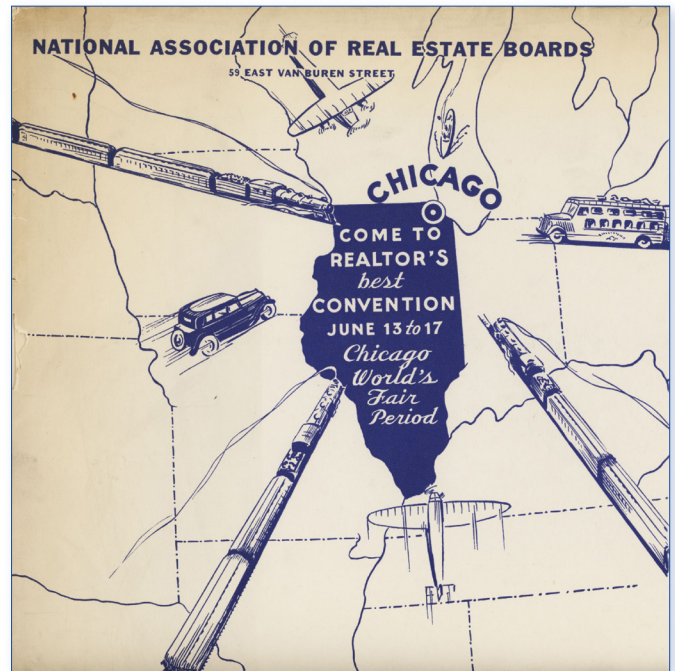 NATIONAL ASSOCIATION OF REAL ESTATE BOARDS
59 EAST VAN BUREN STREET
CHICAGO
COME TO
REALTOR'S
best
CONVENTION
JUNE 13 to 17
Chicago
World's
Fair
Period